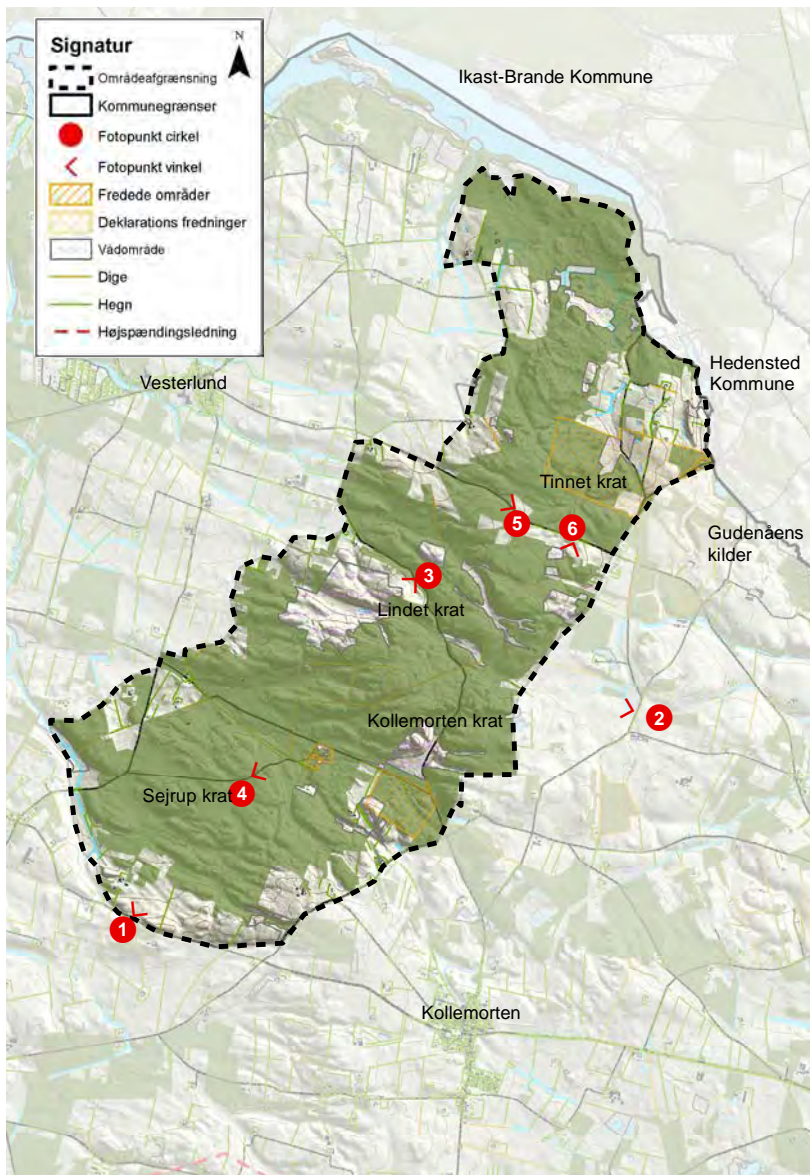 Signatur
N
Områdeafgrænsning
Kommunegrænser
Fotopunkt cirkel
Fotopunkt vinkel
Fredede områder
Deklarations fredninger
Vådområde
Dige
Hegn
Højspændingsledning
Ikast-Brande Kommune
Vesterlund
Hedensted
Kommune
Tinnet krat
5
6
Gudenåens
kilder
3
Lindet krat
2
Kollemorten krat
4
Sejrup krat
1
Kollemorten